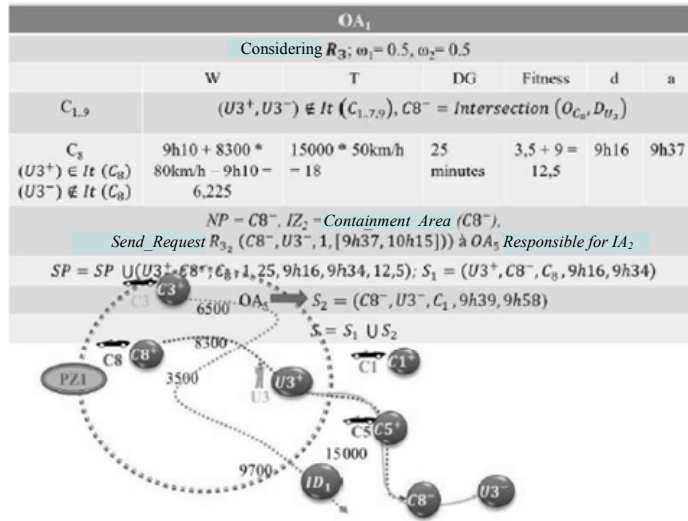 OA₁
Considering R₃; ω₁= 0.5, ω₂= 0.5
W T DG Fitness d a
C₁..₉ (U3⁺, U3⁻) ∉ It (C₁..₇,₉), C8⁻ = Intersection (O_C₈, D_U₃)
C₈ (U3⁺) ∈ It (C₈) (U3⁻) ∉ It (C₈) 9h10 + 8300 * 80km/h – 9h10 = 6,225 15000 * 50km/h = 18 25 minutes 3,5 + 9 = 12,5 9h16 9h37
NP = C8⁻, IZ₂ = Containment Area (C8⁻),
Send_Request R₃₂ (C8⁻, U3⁻, 1, [9h37, 10h15])) à OA₅ Responsible for IA₂
SP = SP ∪(U3⁺, C8⁻, C₈, 1, 25, 9h16, 9h34, 12,5); S₁ = (U3⁺, C8⁻, C₈, 9h16, 9h34)
OA₅ S₂ = (C8⁻, U3⁻, C₁, 9h39, 9h58)
S = S₁ ∪ S₂
C3 C3⁺
6500
C8 C8⁺
8300
C1 C1⁺
PZ1
3500
U3 U3⁺
C5 C5⁺
15000
9700
ID₁
C8⁻
U3⁻